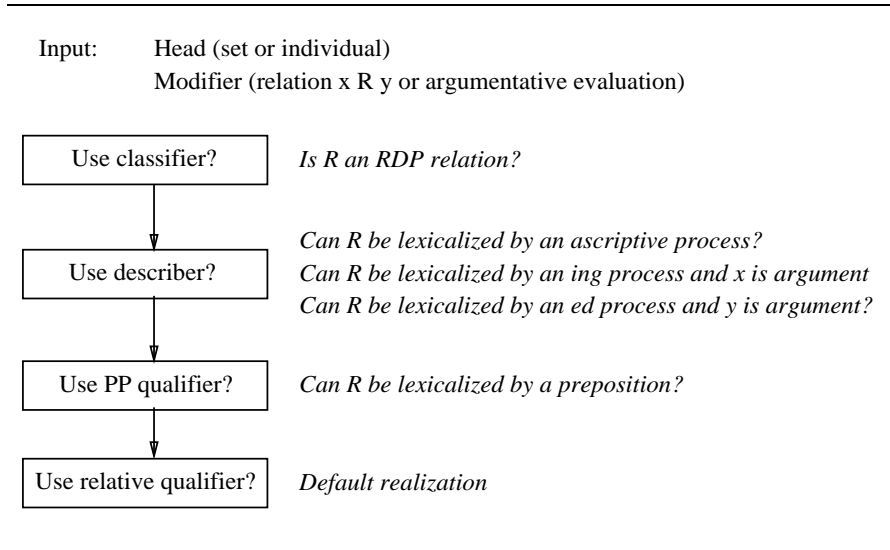 Input: Head (set or individual)
Modifier (relation x R y or argumentative evaluation)
Use classifier? Is R an RDP relation?
Can R be lexicalized by an ascriptive process?
Use describer? Can R be lexicalized by an ing process and x is argument
Can R be lexicalized by an ed process and y is argument?
Use PP qualifier? Can R be lexicalized by a preposition?
Use relative qualifier? Default realization